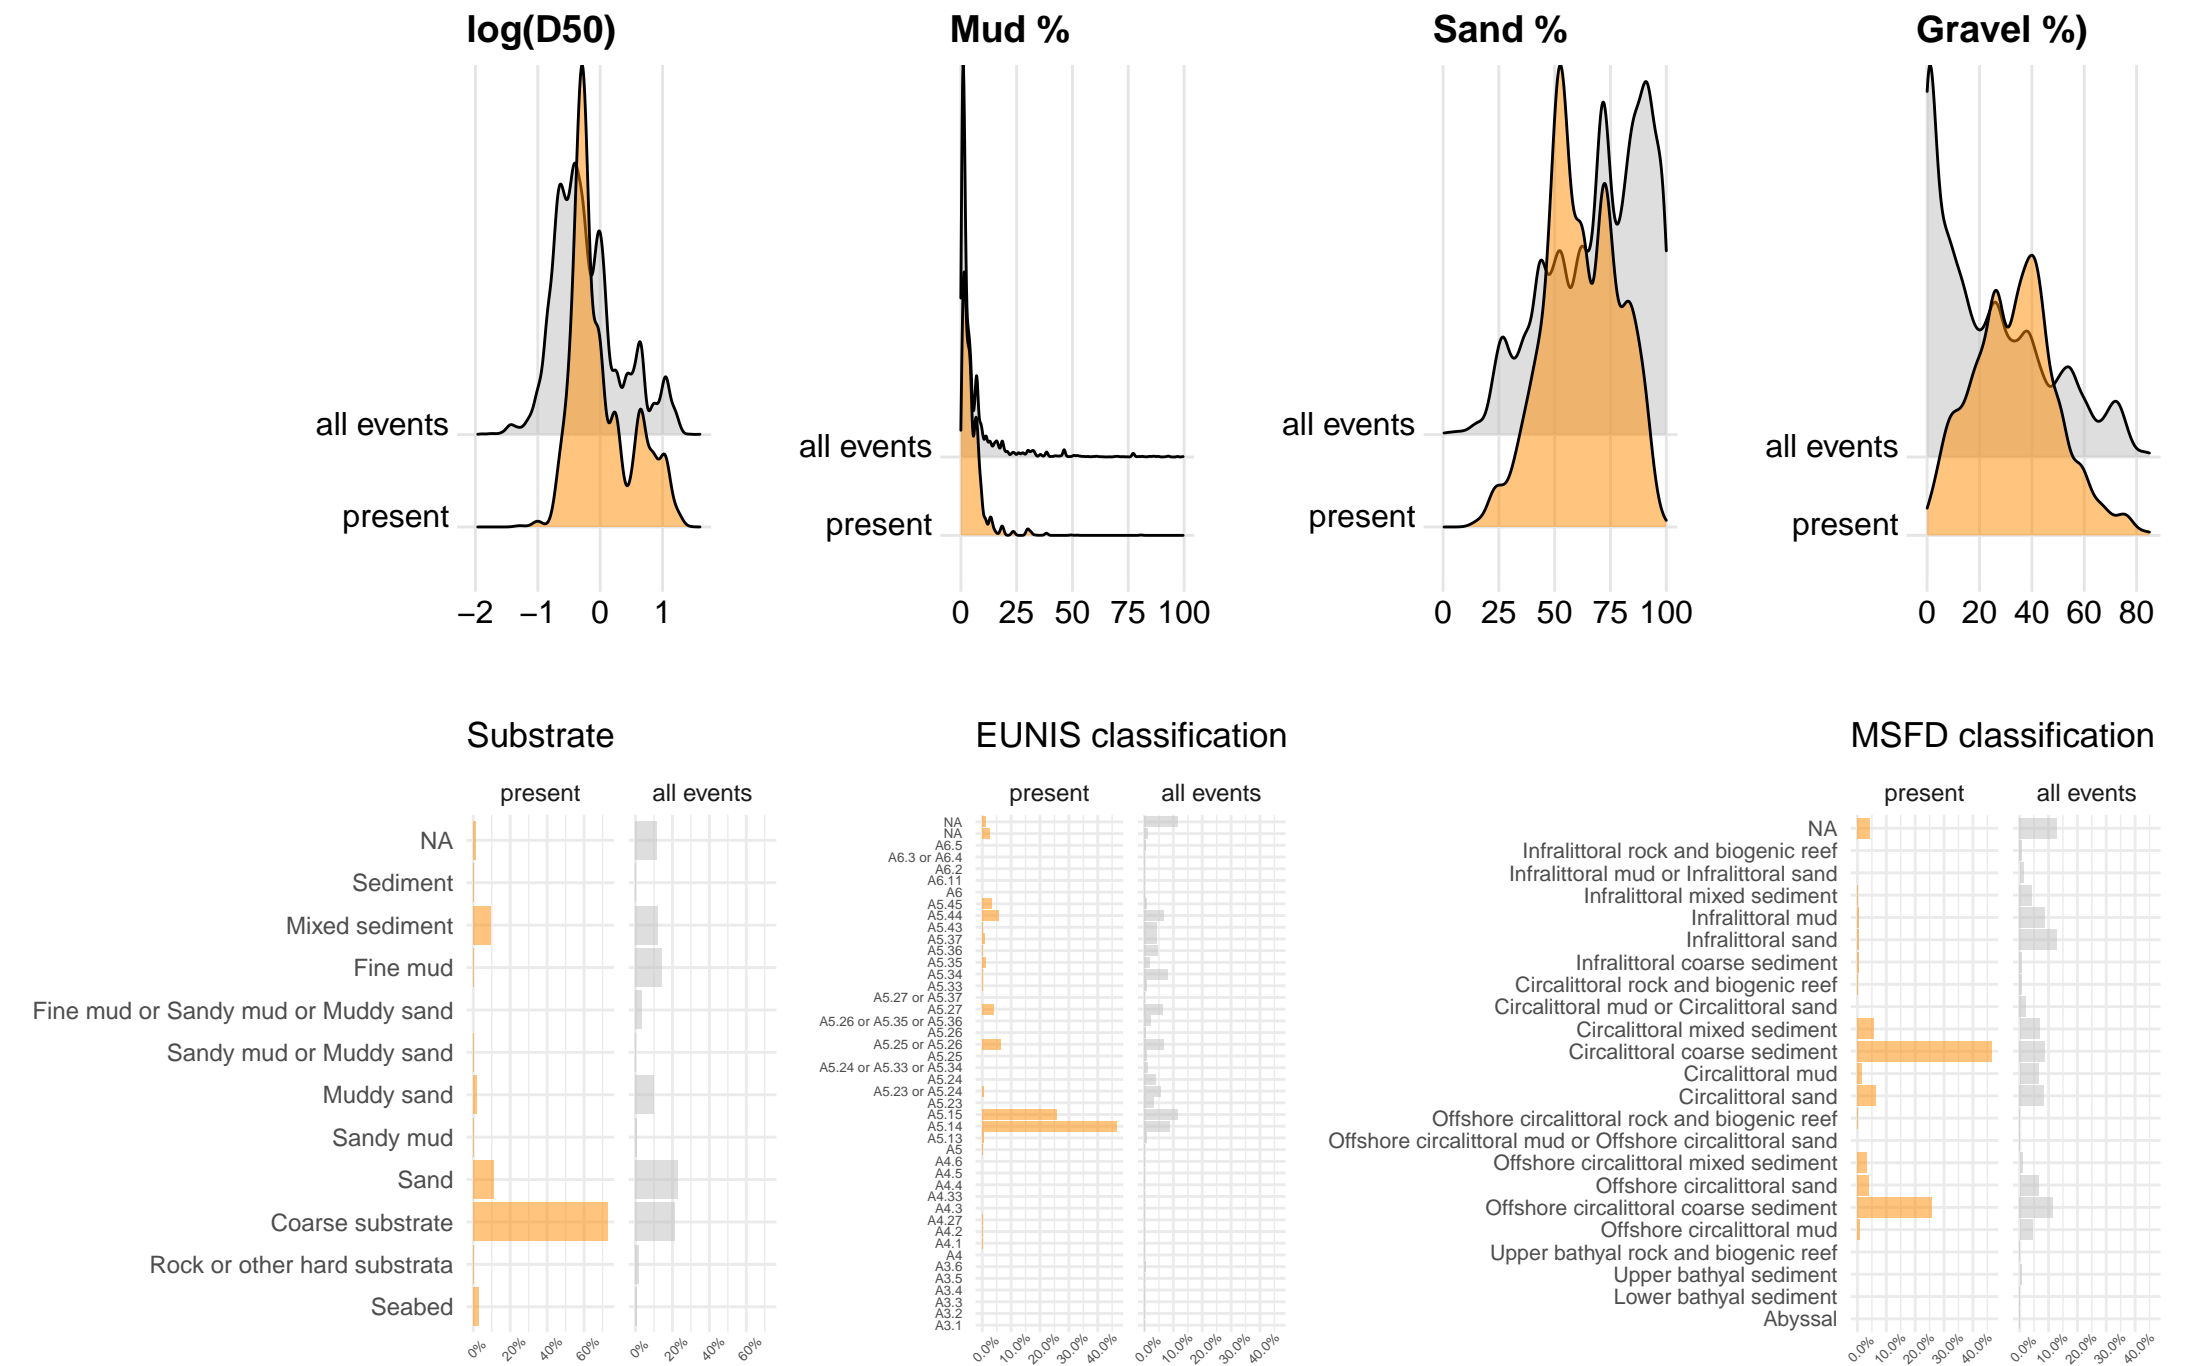 log(D50)
Mud %
Sand %
Gravel %)
all events
present
−2 −1 0 1
all events
present
0 25 50 75 100
all events
present
0 25 50 75 100
all events
present
0 20 40 60 80
Substrate
present all events
NA
Sediment
Mixed sediment
Fine mud
Fine mud or Sandy mud or Muddy sand
Sandy mud or Muddy sand
Muddy sand
Sandy mud
Sand
Coarse substrate
Rock or other hard substrata
Seabed
0% 20% 40% 60% 0% 20% 40% 60%
EUNIS classification
present all events
NA
NA
A6.5
A6.3 or A6.4
A6.2
A6.11
A6
A5.45
A5.44
A5.43
A5.37
A5.36
A5.35
A5.34
A5.33
A5.27 or A5.37
A5.27
A5.26 or A5.35 or A5.36
A5.26
A5.25 or A5.26
A5.25
A5.24 or A5.33 or A5.34
A5.24
A5.23 or A5.24
A5.23
A5.15
A5.14
A5.13
A5
A4.6
A4.5
A4.4
A4.33
A4.3
A4.27
A4.2
A4.1
A4
A3.6
A3.5
A3.4
A3.3
A3.2
A3.1
0.0% 10.0% 20.0% 30.0% 40.0% 0.0% 10.0% 20.0% 30.0% 40.0%
MSFD classification
present all events
NA
Infralittoral rock and biogenic reef
Infralittoral mud or Infralittoral sand
Infralittoral mixed sediment
Infralittoral mud
Infralittoral sand
Infralittoral coarse sediment
Circalittoral rock and biogenic reef
Circalittoral mud or Circalittoral sand
Circalittoral mixed sediment
Circalittoral coarse sediment
Circalittoral mud
Circalittoral sand
Offshore circalittoral rock and biogenic reef
Offshore circalittoral mud or Offshore circalittoral sand
Offshore circalittoral mixed sediment
Offshore circalittoral sand
Offshore circalittoral coarse sediment
Offshore circalittoral mud
Upper bathyal rock and biogenic reef
Upper bathyal sediment
Lower bathyal sediment
Abyssal
0.0% 10.0% 20.0% 30.0% 40.0% 0.0% 10.0% 20.0% 30.0% 40.0%